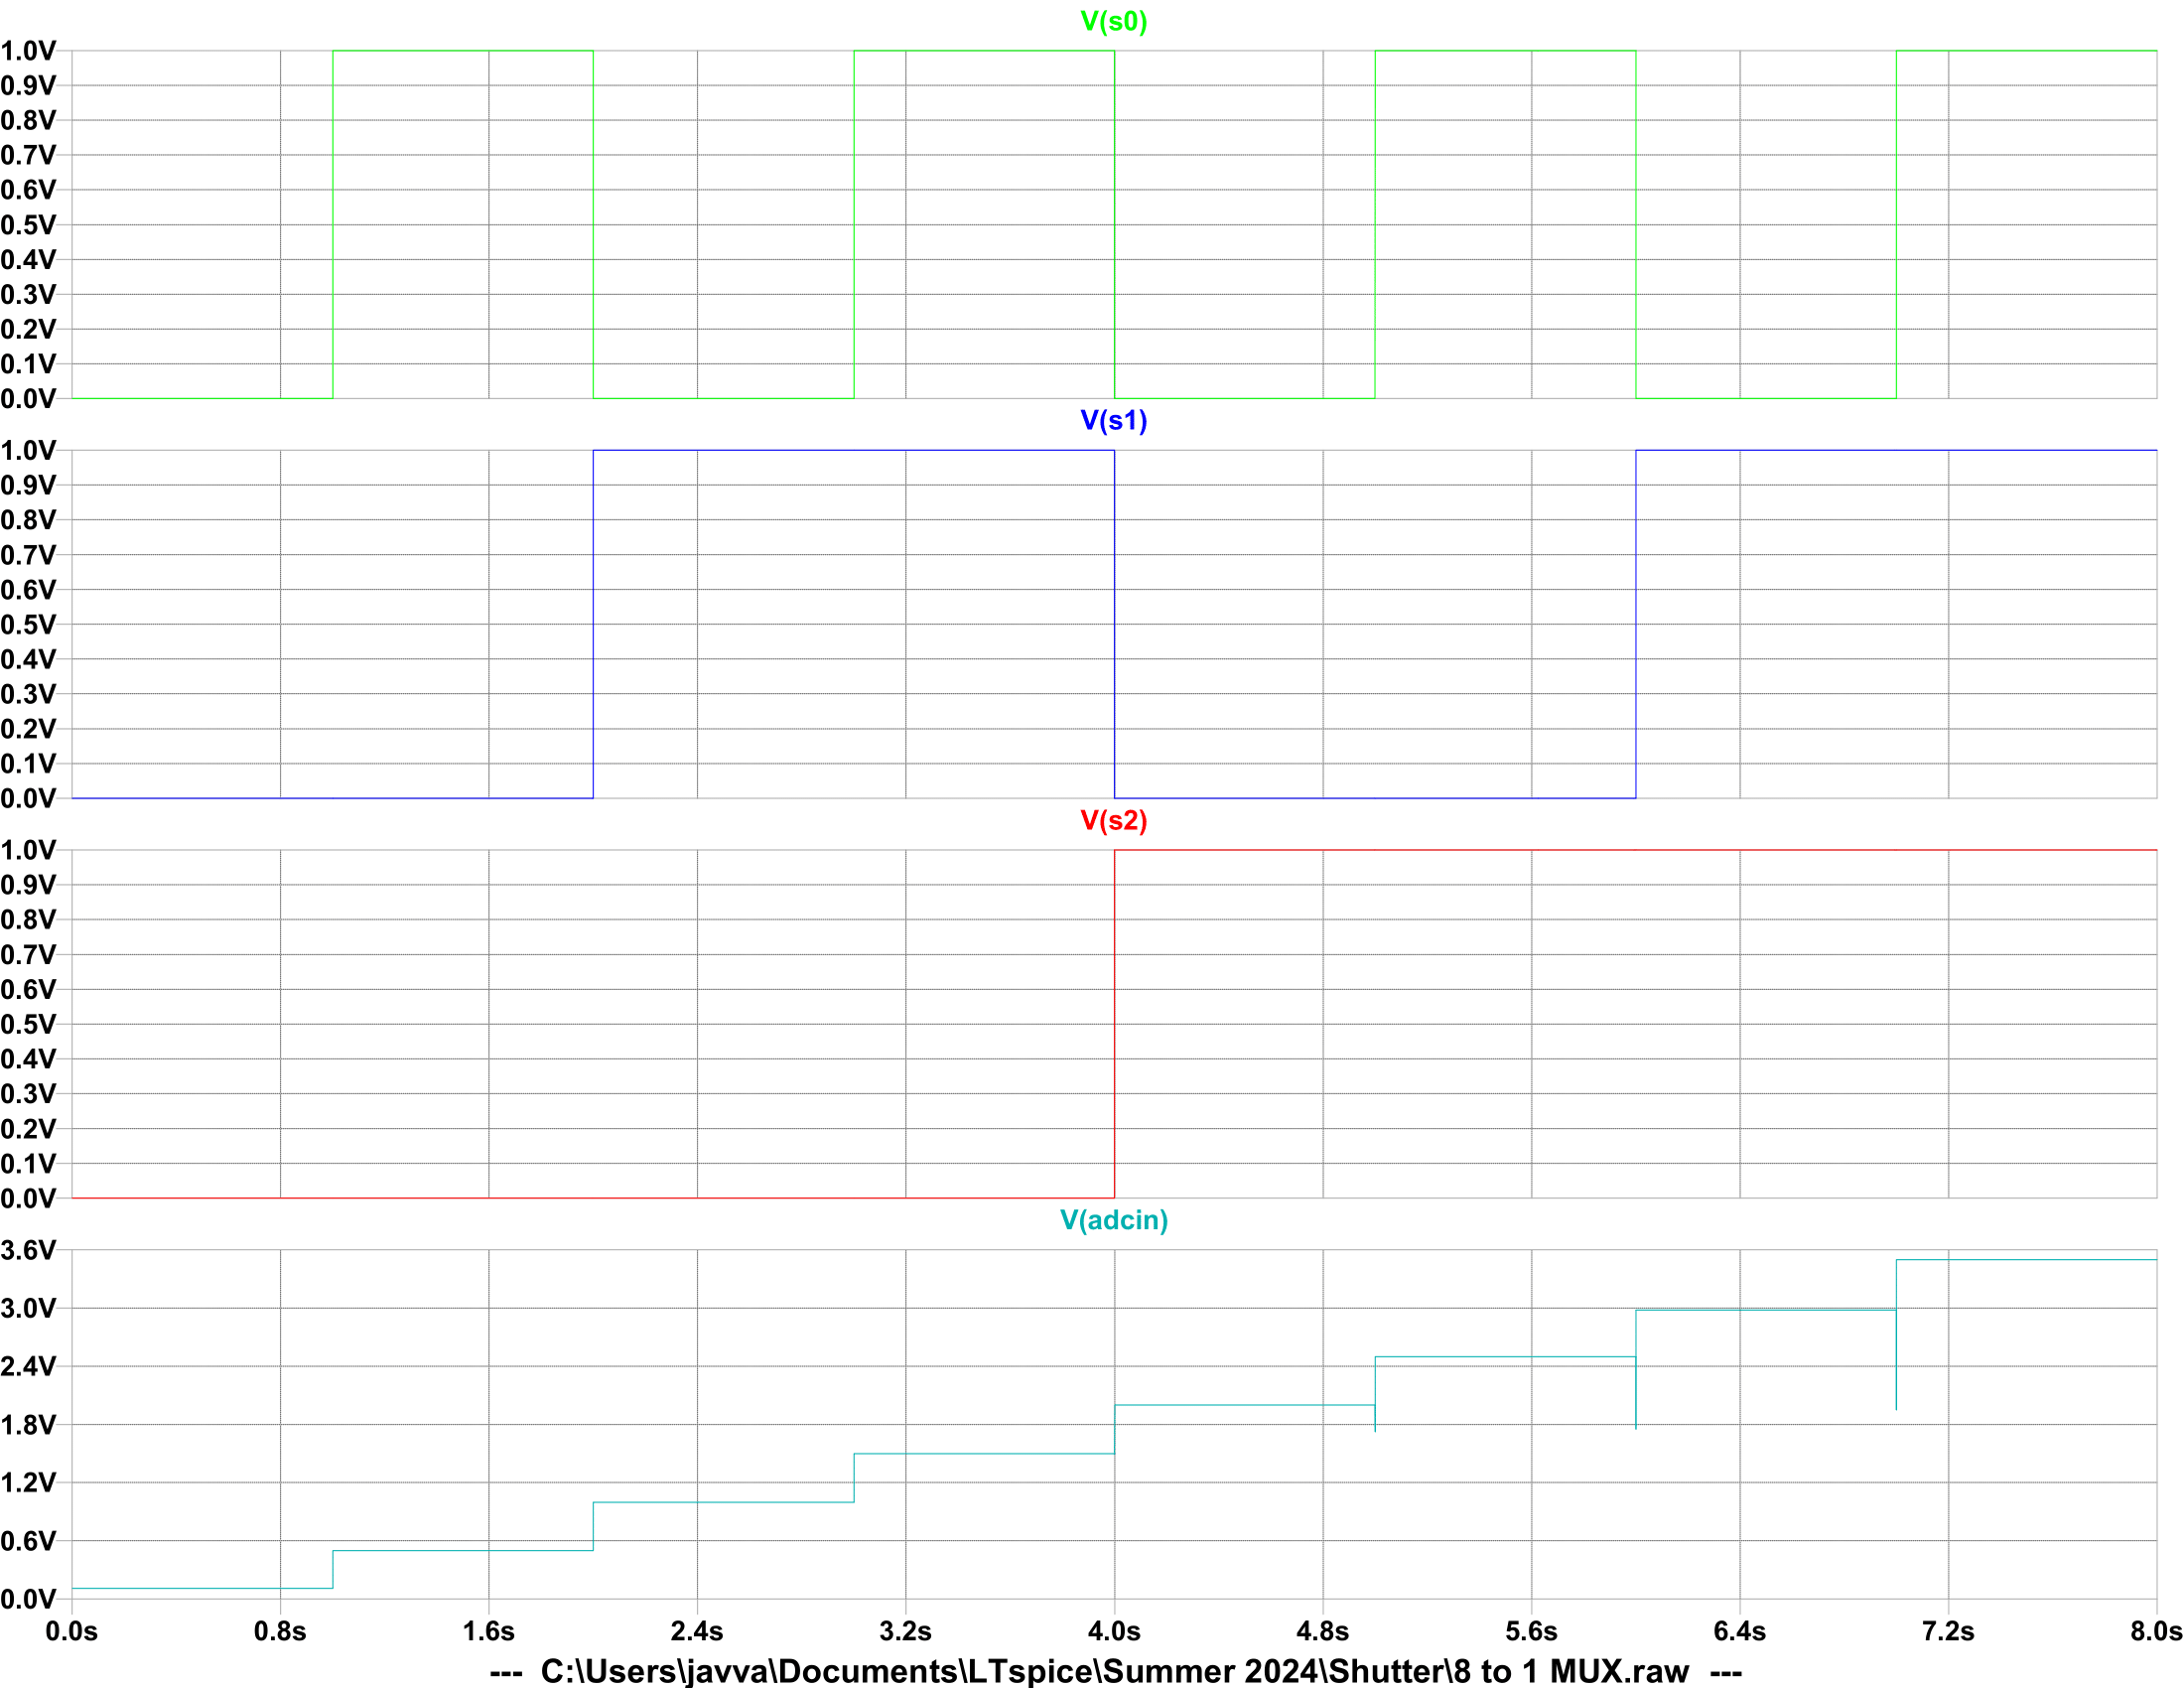 V(s0)
1.0V
0.9V
0.8V
0.7V
0.6V
0.5V
0.4V
0.3V
0.2V
0.1V
0.0V
V(s1)
1.0V
0.9V
0.8V
0.7V
0.6V
0.5V
0.4V
0.3V
0.2V
0.1V
0.0V
V(s2)
1.0V
0.9V
0.8V
0.7V
0.6V
0.5V
0.4V
0.3V
0.2V
0.1V
0.0V
V(adcin)
3.6V
3.0V
2.4V
1.8V
1.2V
0.6V
0.0V
0.0s 0.8s 1.6s 2.4s 3.2s 4.0s 4.8s 5.6s 6.4s 7.2s 8.0s
--- C:\Users\javva\Documents\LTspice\Summer 2024\Shutter\8 to 1 MUX.raw ---